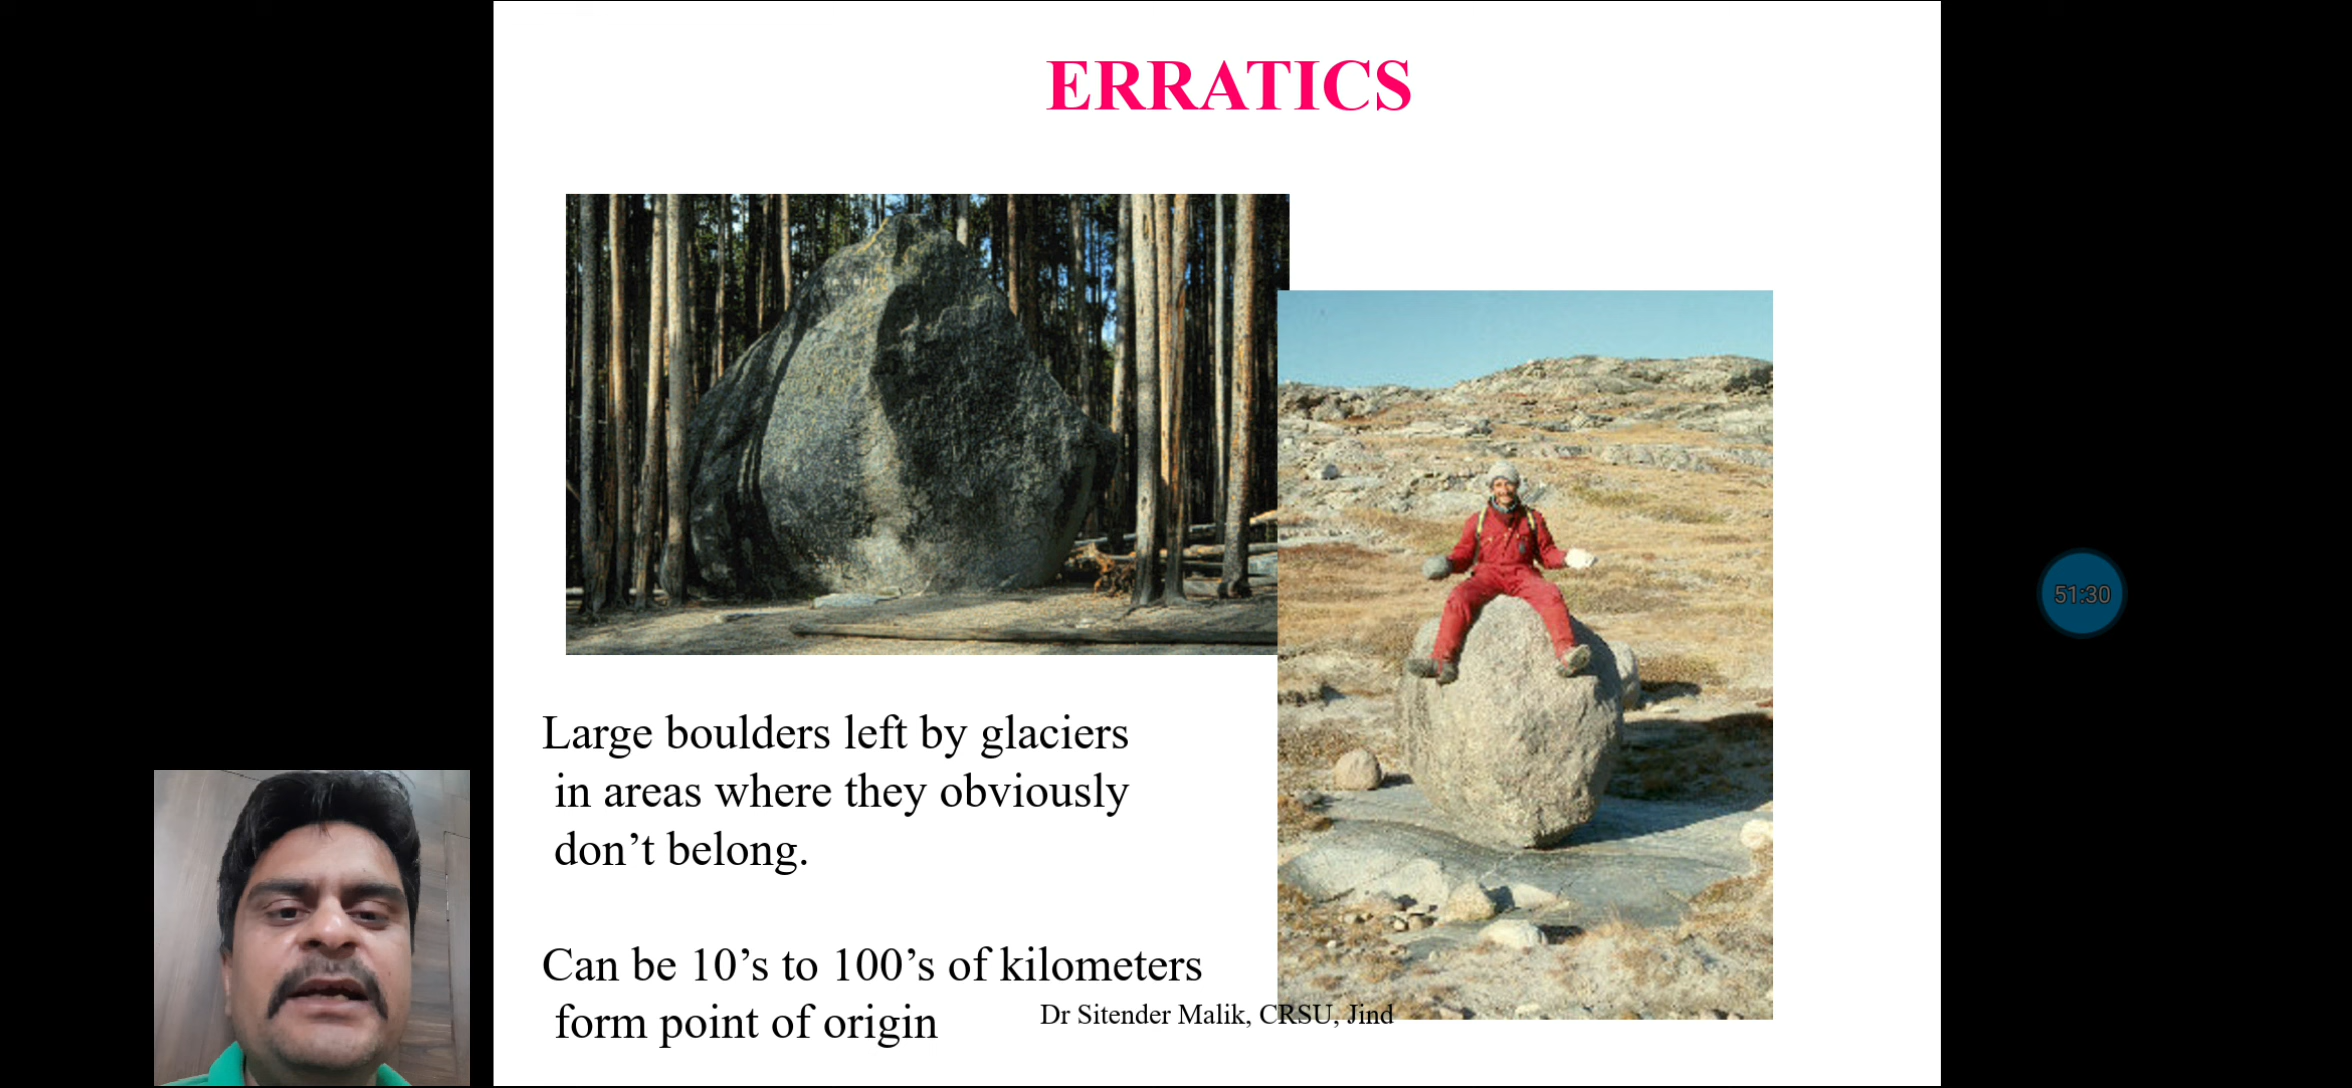 ERRATICS
Large boulders left by glaciers
in areas where they obviously
don’t belong.
Can be 10’s to 100’s of kilometers
form point of origin
Dr Sitender Malik, CRSU, Jind
51:30